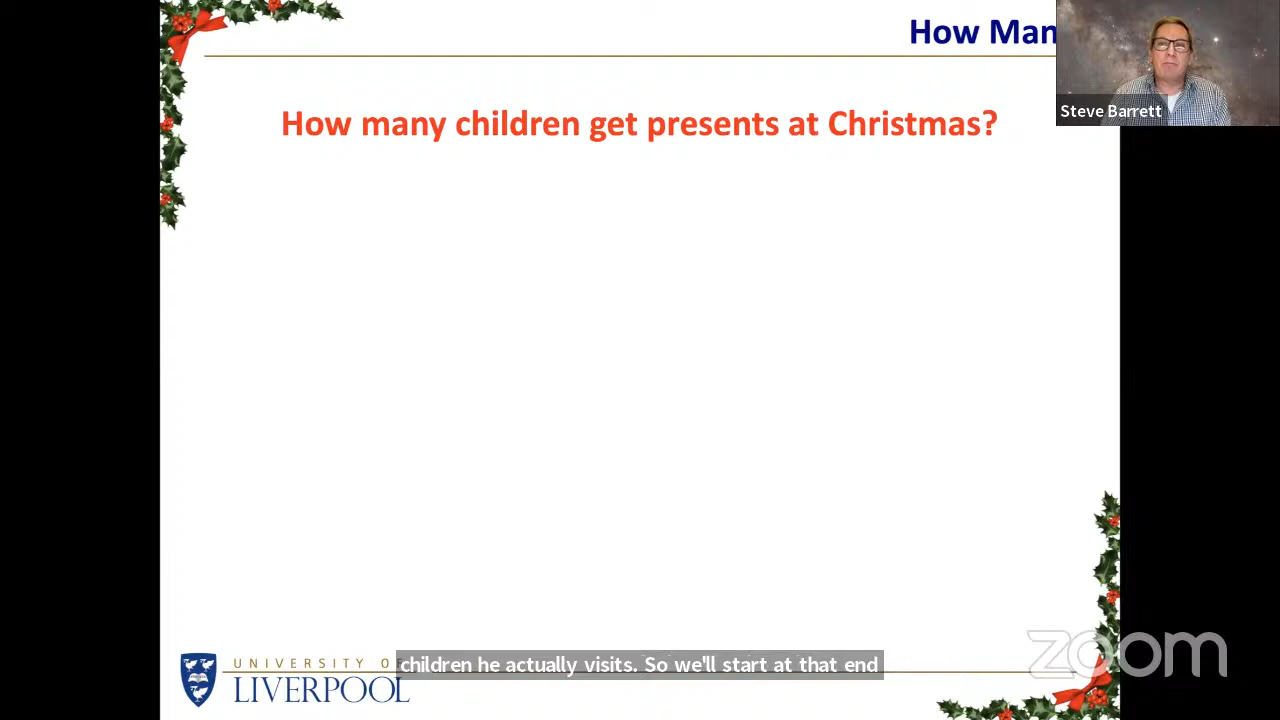 How Man
Steve Barrett
How many children get presents at Christmas?
UNIVERSITY O
LIVERPOOL
children he actually visits. So we'll start at that end
zoom